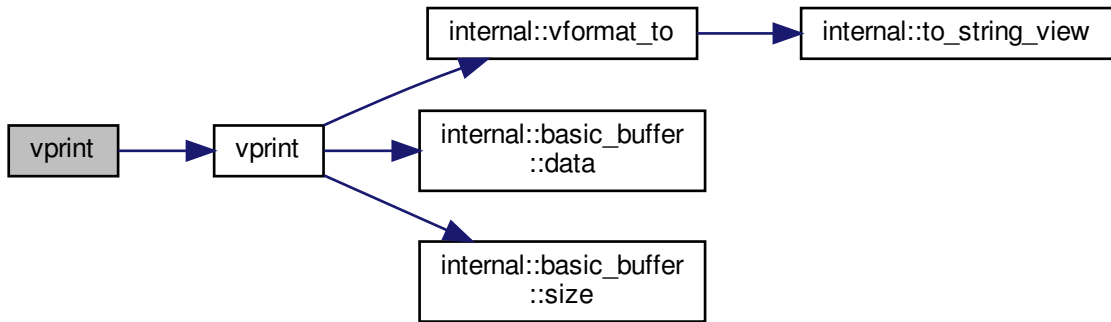 vprint
vprint
internal::vformat_to
internal::to_string_view
internal::basic_buffer
::data
internal::basic_buffer
::size